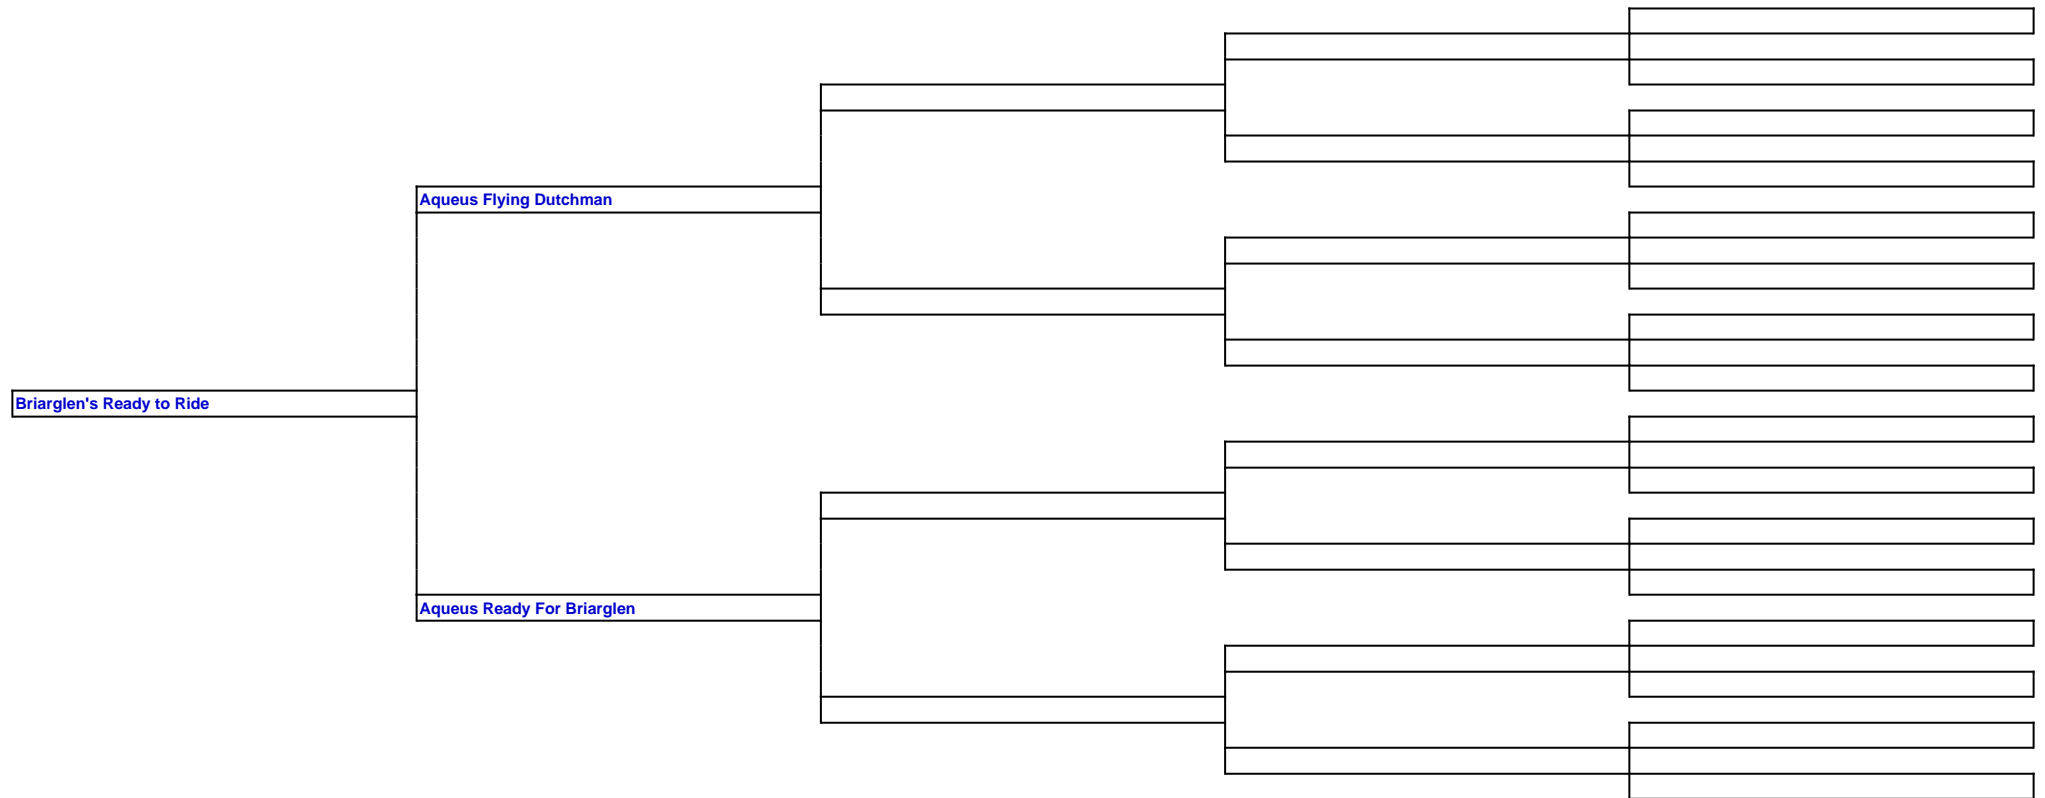 Aqueus Flying Dutchman
Briarglen's Ready to Ride
Aqueus Ready For Briarglen